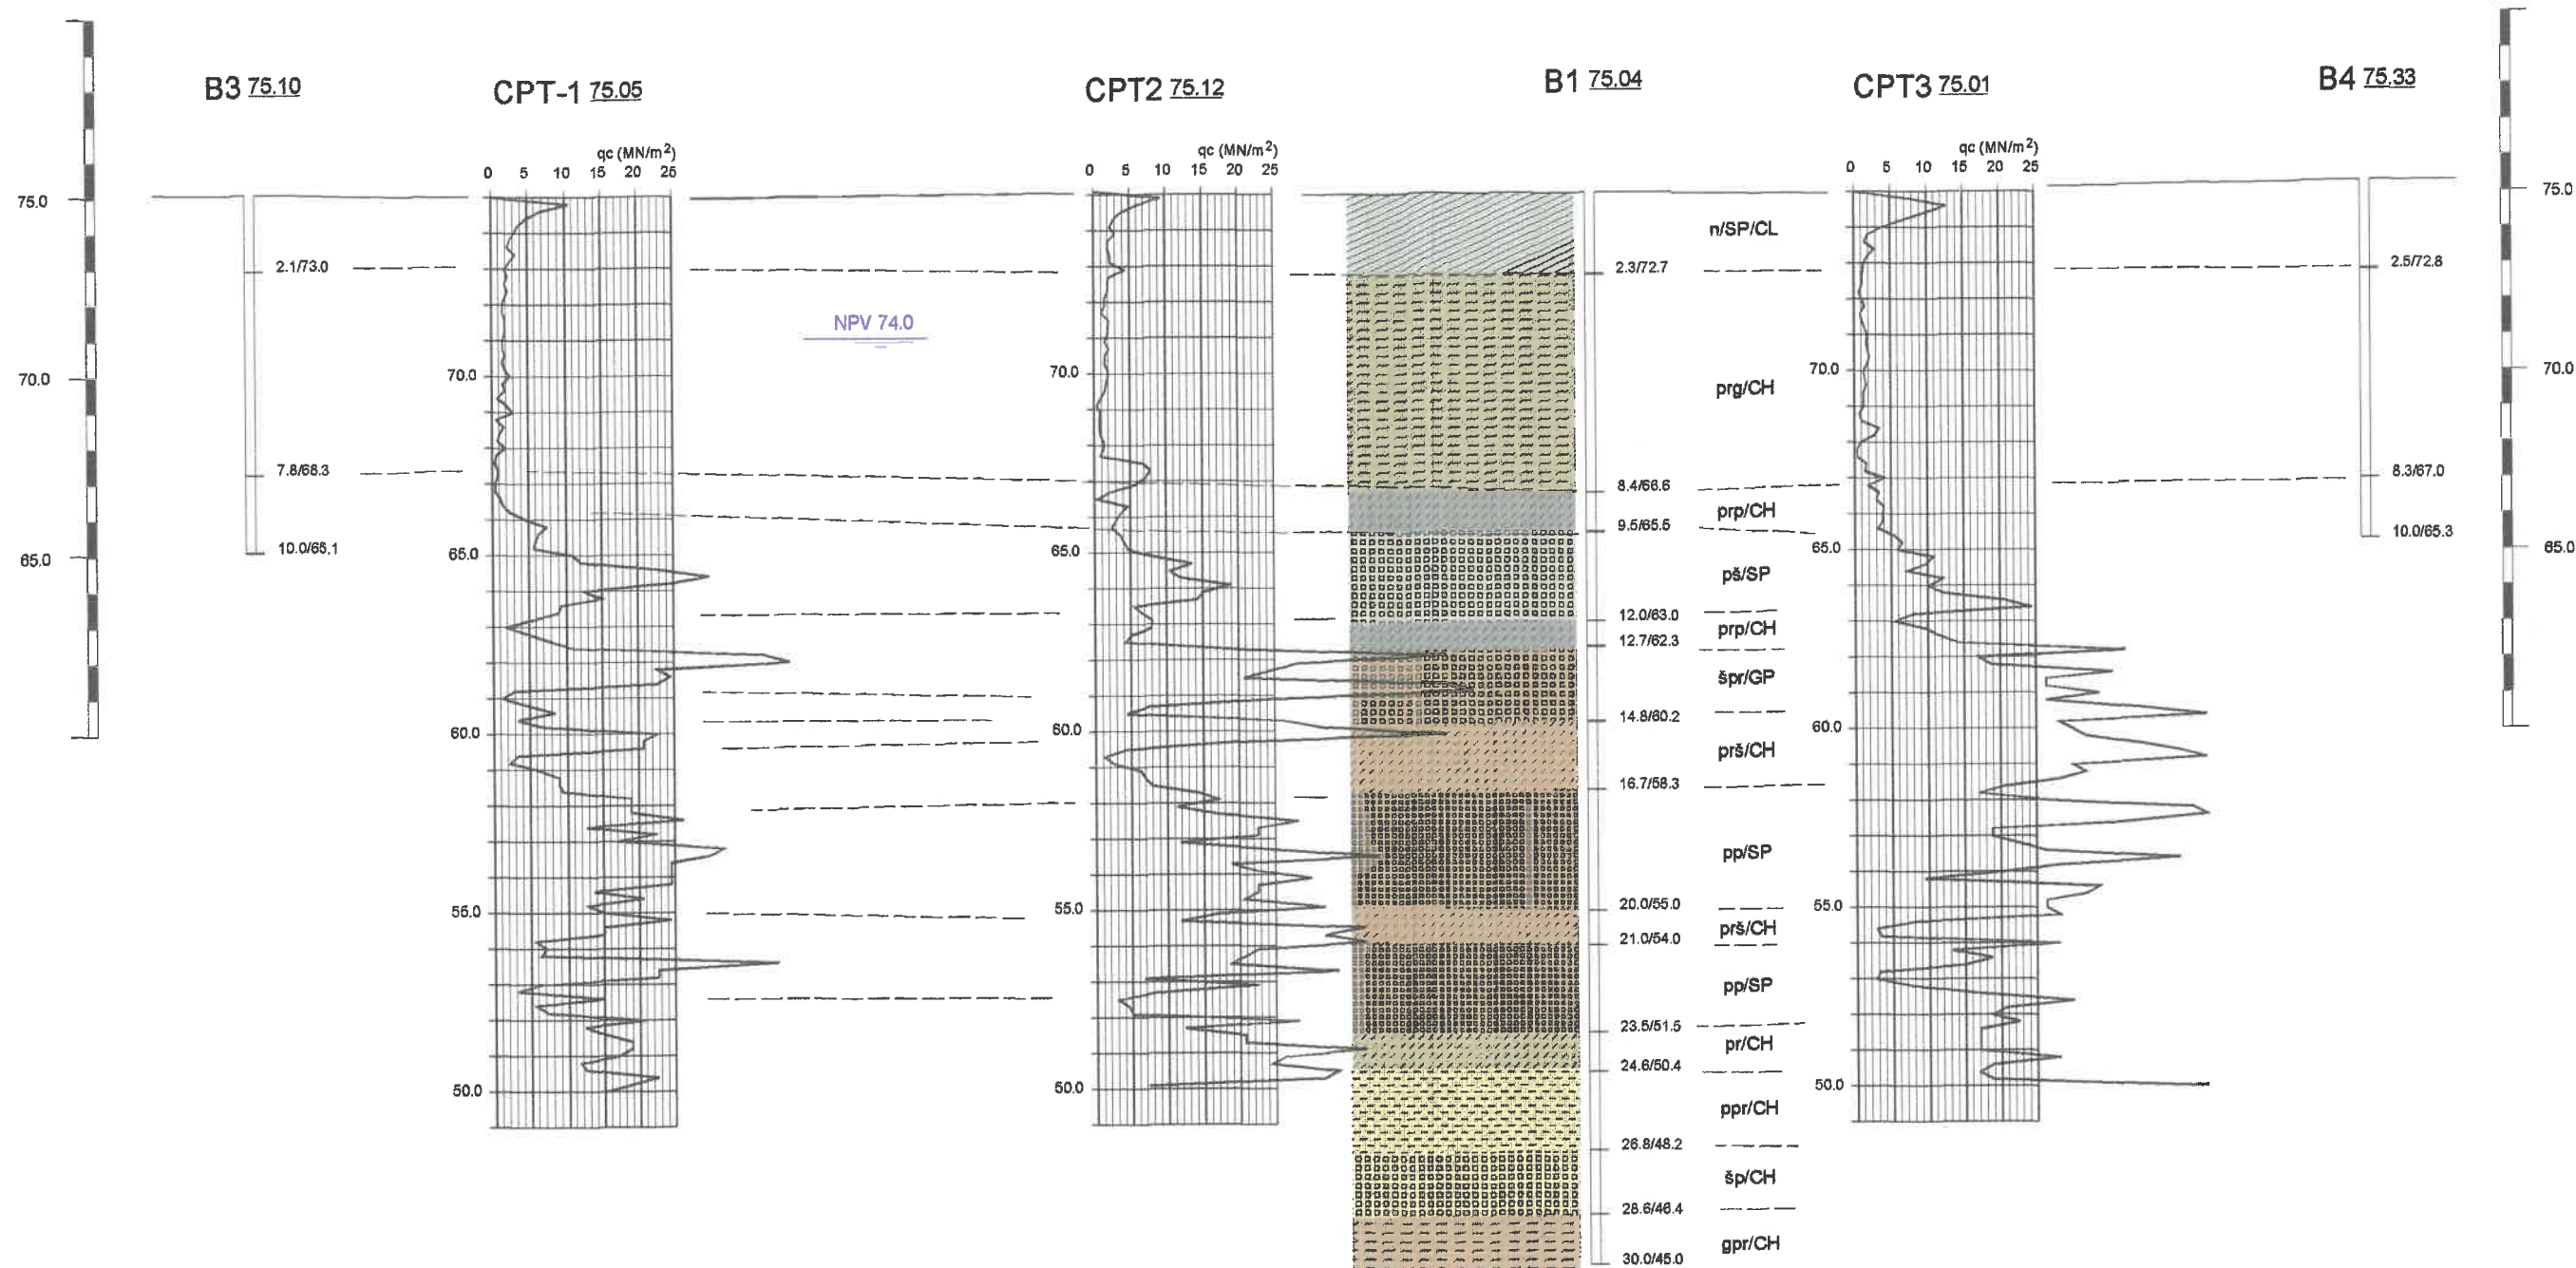 B3 75.10
CPT-1 75.05
CPT2 75.12
B1 75.04
CPT3 75.01
B4 75.33
qc (MN/m²)
0 5 10 15 20 25
qc (MN/m²)
0 5 10 15 20 25
qc (MN/m²)
0 5 10 15 20 25
75.0
70.0
65.0
2.1/73.0
7.8/68.3
10.0/65.1
70.0
65.0
60.0
55.0
50.0
NPV 74.0
70.0
65.0
60.0
55.0
50.0
n/SP/CL
2.3/72.7
prg/CH
8.4/66.6
prp/CH
9.5/65.5
pš/SP
12.0/63.0
prp/CH
12.7/62.3
špr/GP
14.8/60.2
prš/CH
16.7/58.3
pp/SP
20.0/55.0
prš/CH
21.0/54.0
pp/SP
23.5/51.5
pr/CH
24.6/50.4
ppr/CH
26.8/48.2
šp/CH
28.6/46.4
gpr/CH
30.0/45.0
70.0
65.0
60.0
55.0
50.0
2.5/72.8
8.3/67.0
10.0/65.3
75.0
70.0
65.0